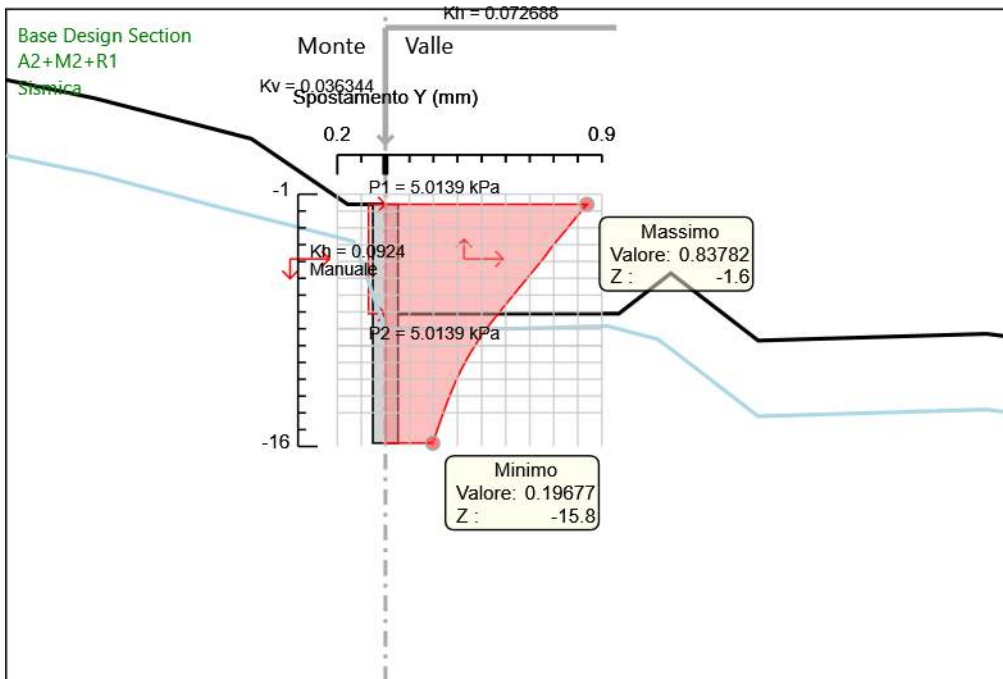 Kh = 0.072688
Base Design Section
A2+M2+R1
Sismica
Monte Valle
Kv = 0.036344
Spostamento Y (mm)
0.2 0.9
-1
P1 = 5.0139 kPa
Kh = 0.0924
Manuale
Massimo
Valore: 0.83782
Z : -1.6
P2 = 5.0139 kPa
-16
Minimo
Valore: 0.19677
Z : -15.8